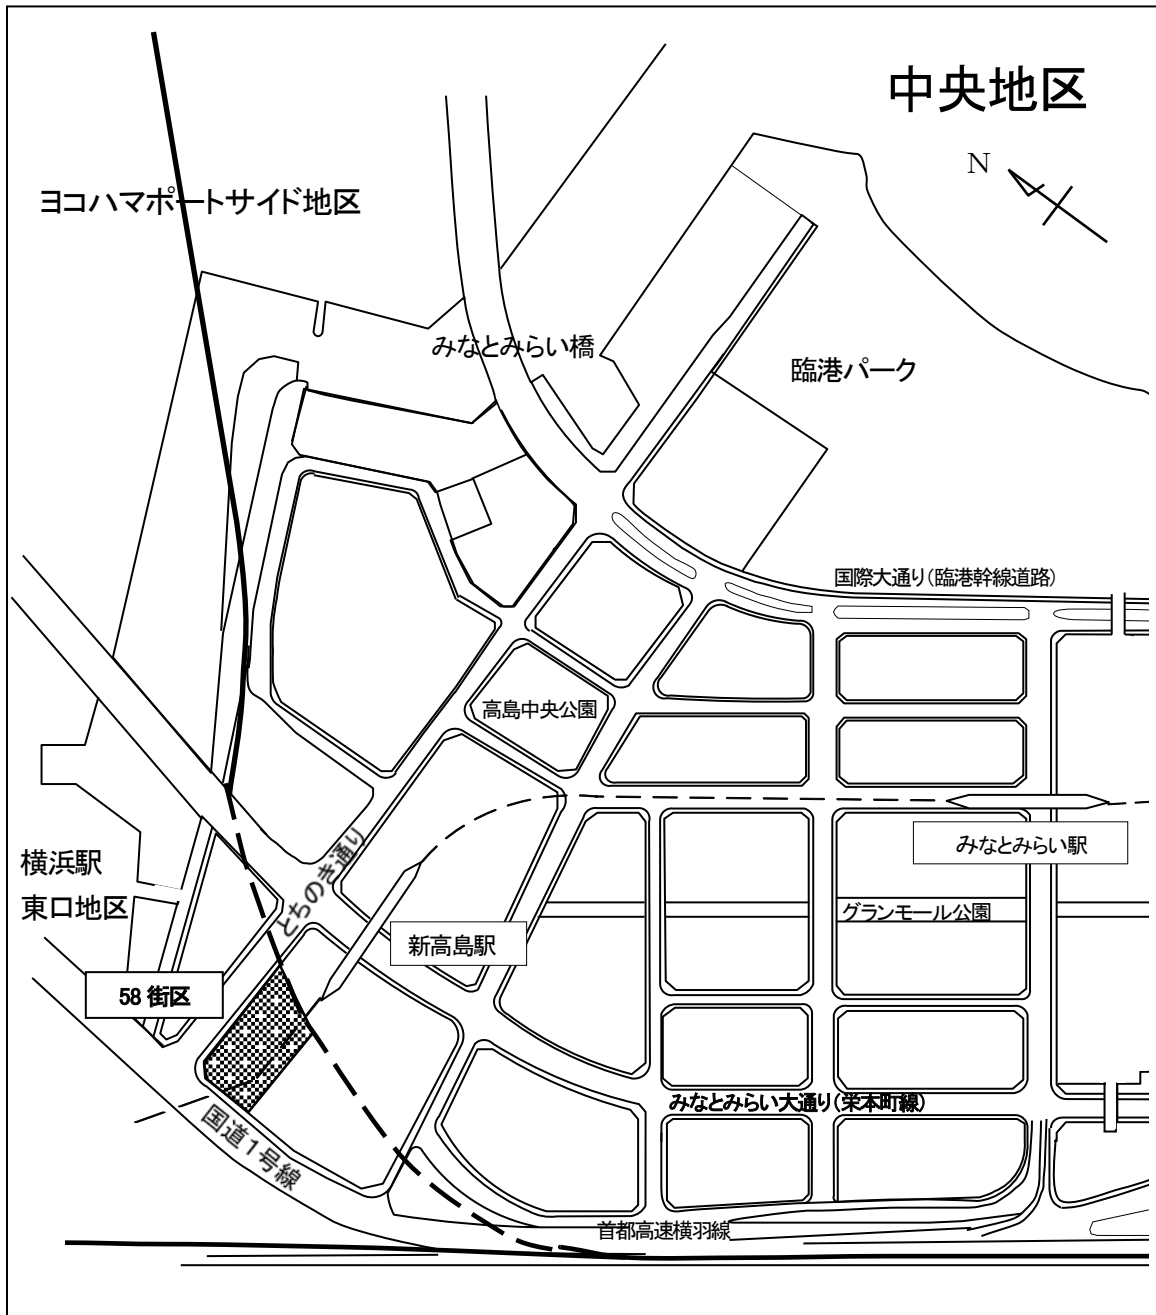 中央地区
N
ヨコハマポートサイド地区
みなとみらい橋
臨港パーク
国際大通り(臨港幹線道路)
高島中央公園
みなとみらい駅
横浜駅
東口地区
とちのき通り
グランモール公園
新高島駅
58 街区
みなとみらい大通り(栄本町線)
国道1号線
首都高速横羽線